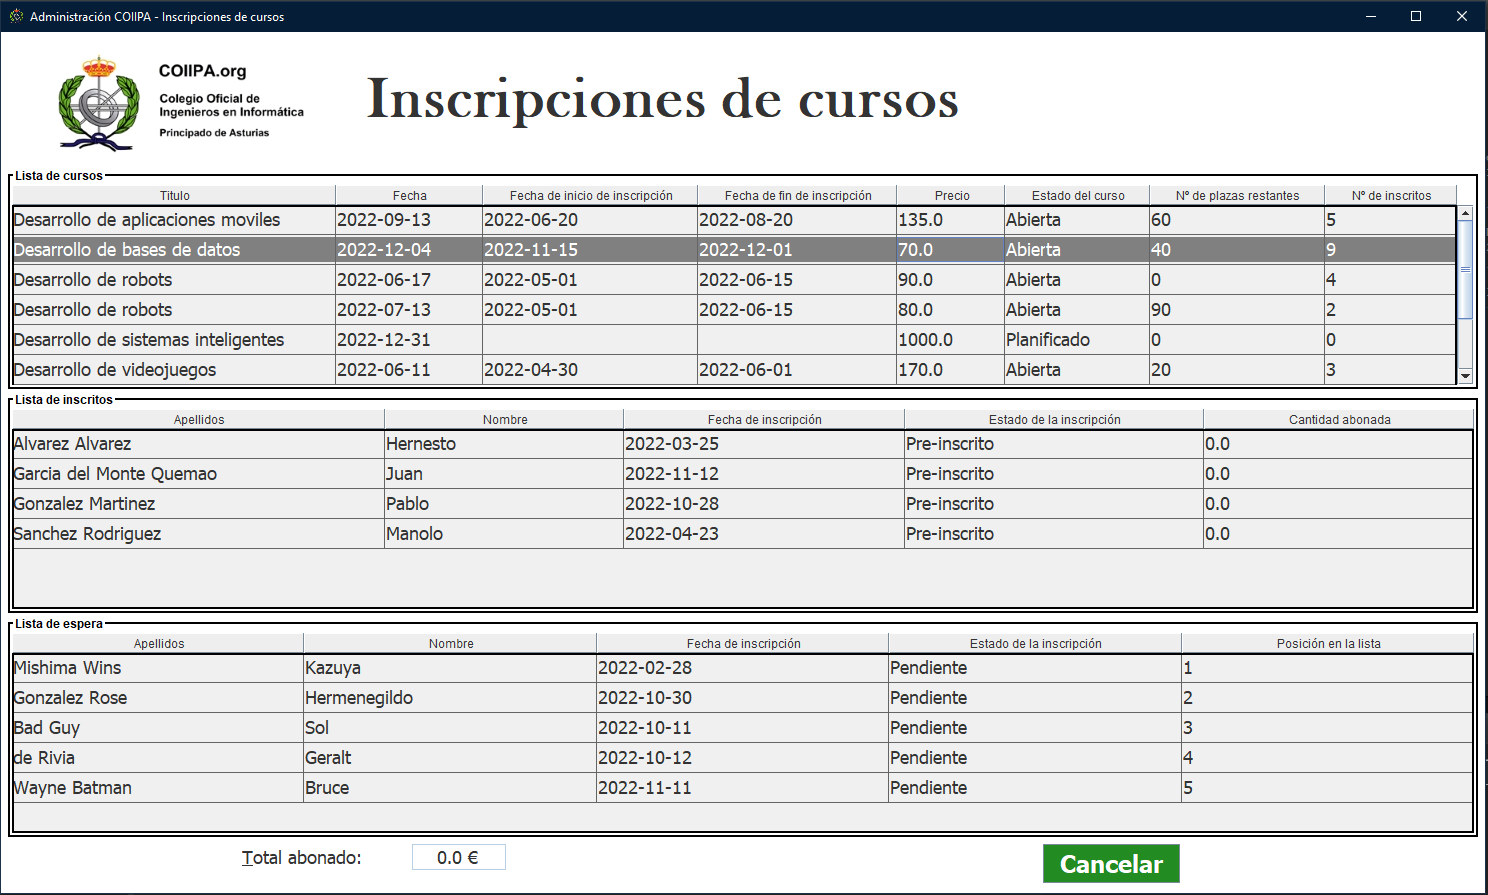 Administración COIIPA - Inscripciones de cursos
COIIPA.org
Colegio Oficial de
Ingenieros en Informática
Principado de Asturias
Inscripciones de cursos
Lista de cursos
Titulo Fecha Fecha de inicio de inscripción Fecha de fin de inscripción Precio Estado del curso Nº de plazas restantes Nº de inscritos
Desarrollo de aplicaciones moviles 2022-09-13 2022-06-20 2022-08-20 135.0 Abierta 60 5
Desarrollo de bases de datos 2022-12-04 2022-11-15 2022-12-01 70.0 Abierta 40 9
Desarrollo de robots 2022-06-17 2022-05-01 2022-06-15 90.0 Abierta 0 4
Desarrollo de robots 2022-07-13 2022-05-01 2022-06-15 80.0 Abierta 90 2
Desarrollo de sistemas inteligentes 2022-12-31 1000.0 Planificado 0 0
Desarrollo de videojuegos 2022-06-11 2022-04-30 2022-06-01 170.0 Abierta 20 3
Lista de inscritos
Apellidos Nombre Fecha de inscripción Estado de la inscripción Cantidad abonada
Alvarez Alvarez Hernesto 2022-03-25 Pre-inscrito 0.0
Garcia del Monte Quemao Juan 2022-11-12 Pre-inscrito 0.0
Gonzalez Martinez Pablo 2022-10-28 Pre-inscrito 0.0
Sanchez Rodriguez Manolo 2022-04-23 Pre-inscrito 0.0
Lista de espera
Apellidos Nombre Fecha de inscripción Estado de la inscripción Posición en la lista
Mishima Wins Kazuya 2022-02-28 Pendiente 1
Gonzalez Rose Hermenegildo 2022-10-30 Pendiente 2
Bad Guy Sol 2022-10-11 Pendiente 3
de Rivia Geralt 2022-10-12 Pendiente 4
Wayne Batman Bruce 2022-11-11 Pendiente 5
Total abonado: 0.0 € Cancelar